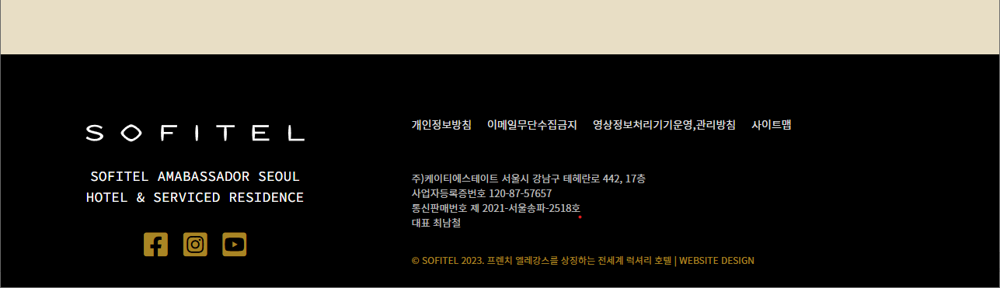 SOFITEL
SOFITEL AMABASSADOR SEOUL
HOTEL & SERVICED RESIDENCE
개인정보방침 이메일무단수집금지 영상정보처리기기운영,관리방침 사이트맵
주)케이티에스테이트 서울시 강남구 테헤란로 442, 17층
사업자등록증번호 120-87-57657
통신판매번호 제 2021-서울송파-2518호
대표 최남철
© SOFITEL 2023. 프렌치 엘레강스를 상징하는 전세계 럭셔리 호텔 | WEBSITE DESIGN